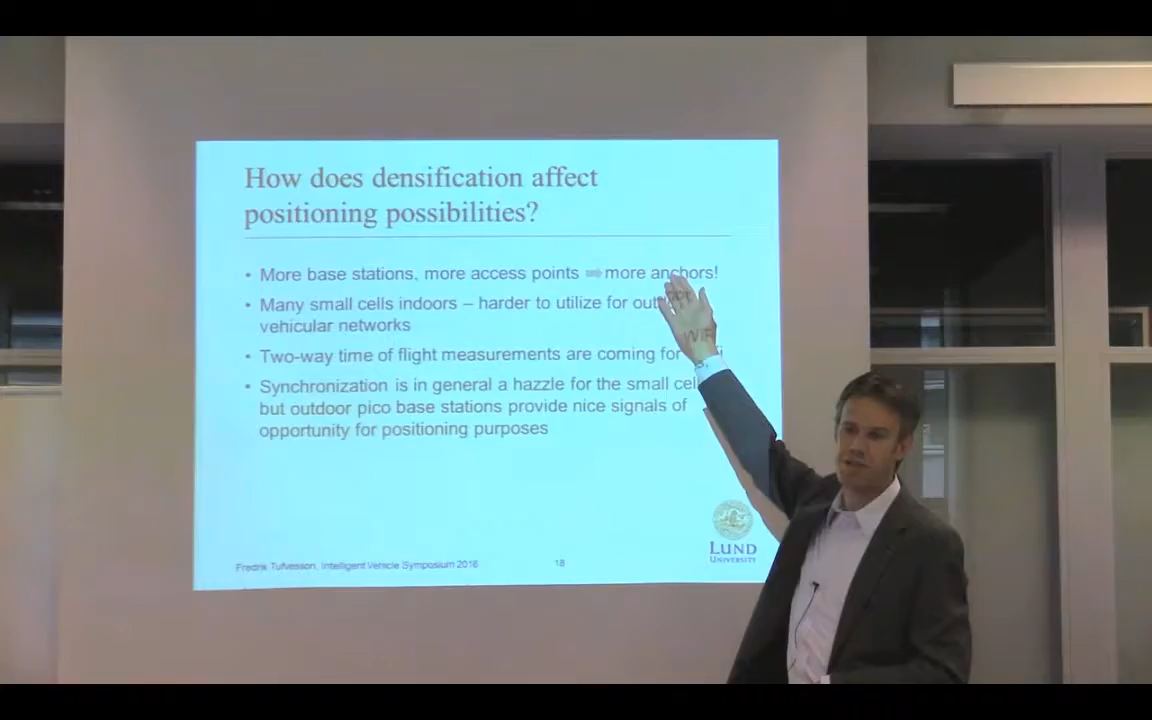 How does densification affect
positioning possibilities?
• More base stations, more access points ⇒ more anchors!
• Many small cells indoors – harder to utilize for
vehicular networks
• Two-way time of flight measurements are coming for
• Synchronization is in general a hazzle for the small
but outdoor pico base stations provide nice signals of
opportunity for positioning purposes
LUND
UNIVERSITY
Fredrik Tufvesson, Intelligent Vehicle Symposium 2016
18